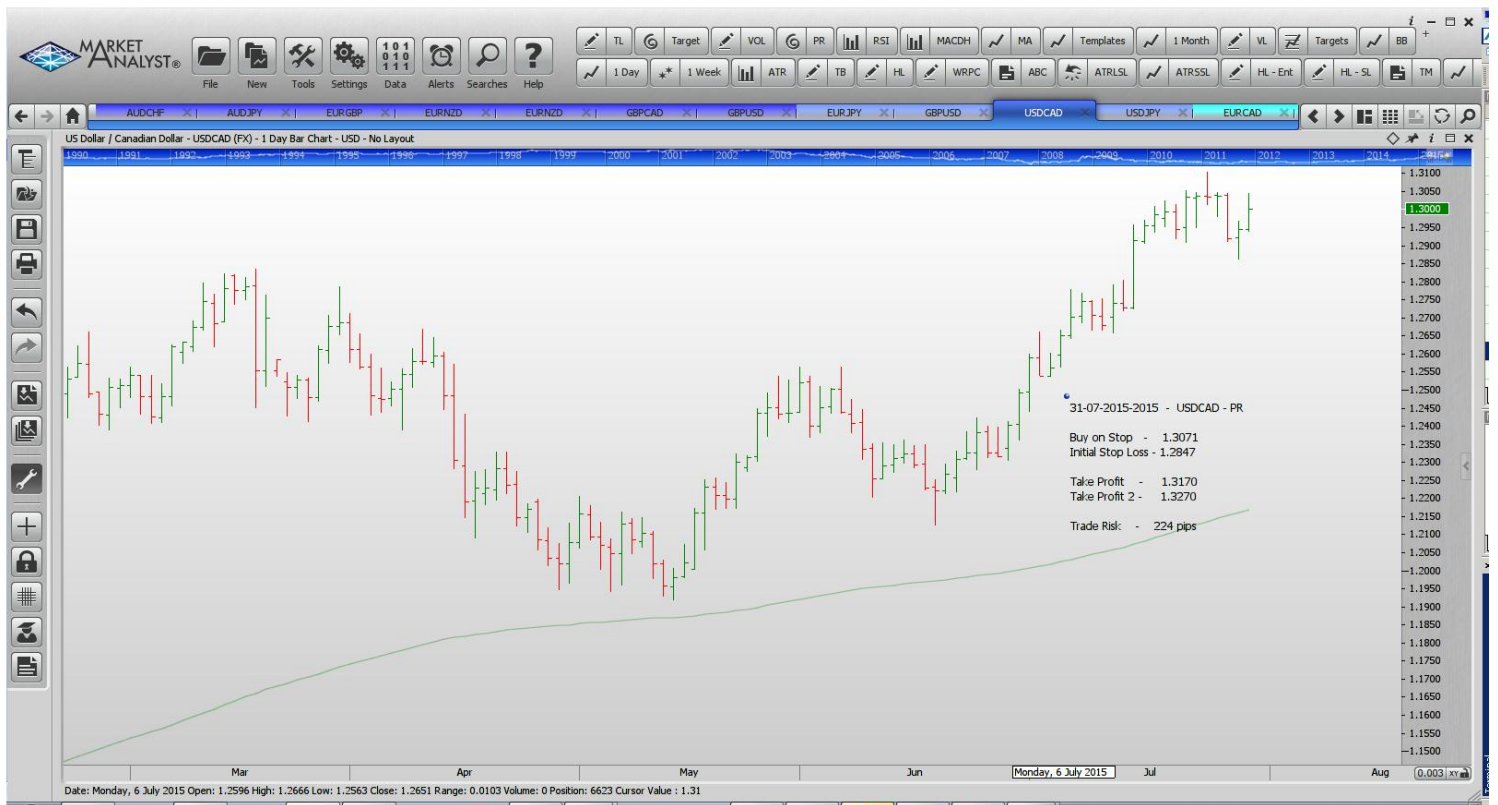 MARKET
ANALYST®
File New Tools Settings Data Alerts Searches Help
TL Target VOL PR RSI MACDH MA Templates 1 Month VL Targets BB
1 Day 1 Week ATR TB HL WRPC ABC ATRLSL ATRSSL HL - Ent HL - SL TM
AUDCHF AUDJPY EURGBP EURNZD EURNZD GBPCAD GBPUSD EURJPY GBPUSD USDCAD USDJPY EURCAD
US Dollar / Canadian Dollar - USDCAD (FX) - 1 Day Bar Chart - USD - No Layout
1990 1991 1992 1993 1994 1995 1996 1997 1998 1999 2000 2001 2002 2003 2004 2005 2006 2007 2008 2009 2010 2011 2012 2013 2014 2015
1.3100
1.3050
1.3000
1.2950
1.2900
1.2850
1.2800
1.2750
1.2700
1.2650
1.2600
1.2550
1.2500
1.2450
1.2400
1.2350
1.2300
1.2250
1.2200
1.2150
1.2100
1.2050
1.2000
1.1950
1.1900
1.1850
1.1800
1.1750
1.1700
1.1650
1.1600
1.1550
1.1500
31-07-2015-2015 - USDCAD - PR
Buy on Stop - 1.3071
Initial Stop Loss - 1.2847
Take Profit - 1.3170
Take Profit 2 - 1.3270
Trade Risk - 224 pips
Mar Apr May Jun Monday, 6 July 2015 Jul Aug 0.003 XY
Date: Monday, 6 July 2015 Open: 1.2596 High: 1.2666 Low: 1.2563 Close: 1.2651 Range: 0.0103 Volume: 0 Position: 6623 Cursor Value : 1.31
Terminal